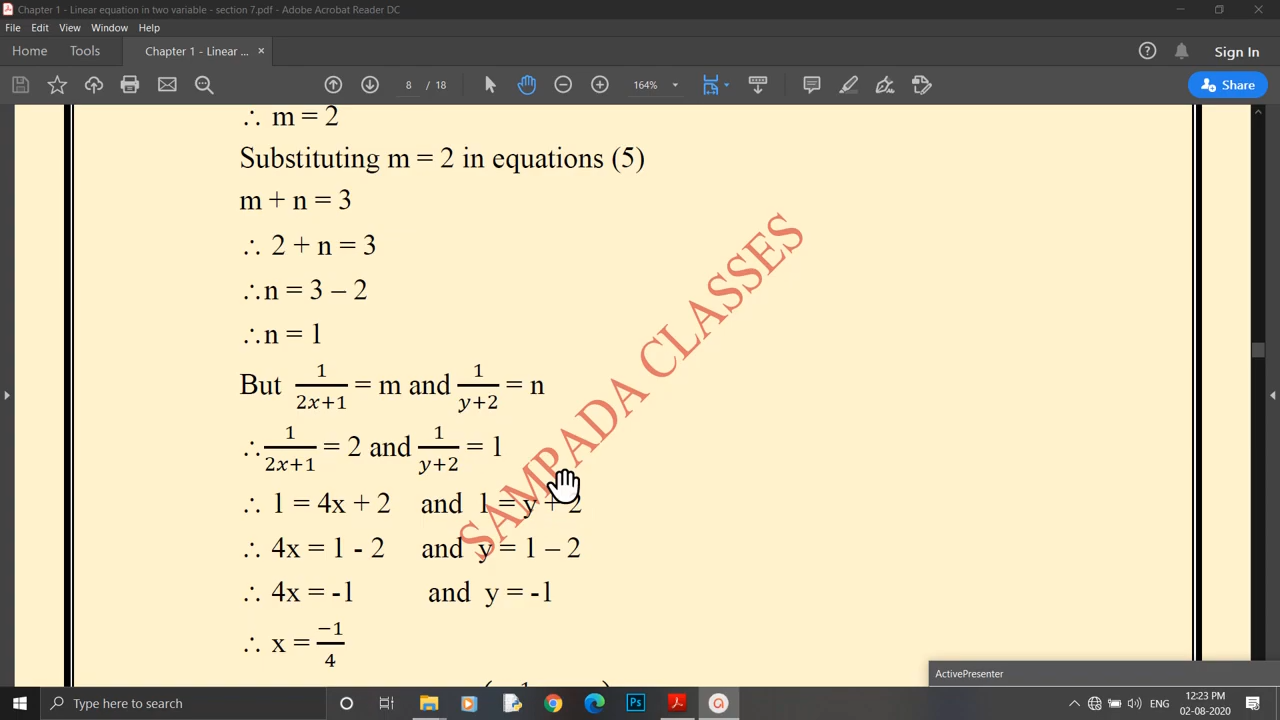 Chapter 1 - Linear equation in two variable - section 7.pdf - Adobe Acrobat Reader DC
File Edit View Window Help
Home Tools Chapter 1 - Linear ... × ? Sign In
8 / 18 164% Share
∴ m = 2
Substituting m = 2 in equations (5)
m + n = 3
∴ 2 + n = 3
∴n = 3 – 2
∴n = 1
But 1/(2x+1) = m and 1/(y+2) = n
∴1/(2x+1) = 2 and 1/(y+2) = 1
∴ 1 = 4x + 2 and 1 = y + 2
∴ 4x = 1 - 2 and y = 1 – 2
∴ 4x = -1 and y = -1
∴ x = −1/4
SAMPADA CLASSES
ActivePresenter
Type here to search
Ps
ENG
12:23 PM
02-08-2020